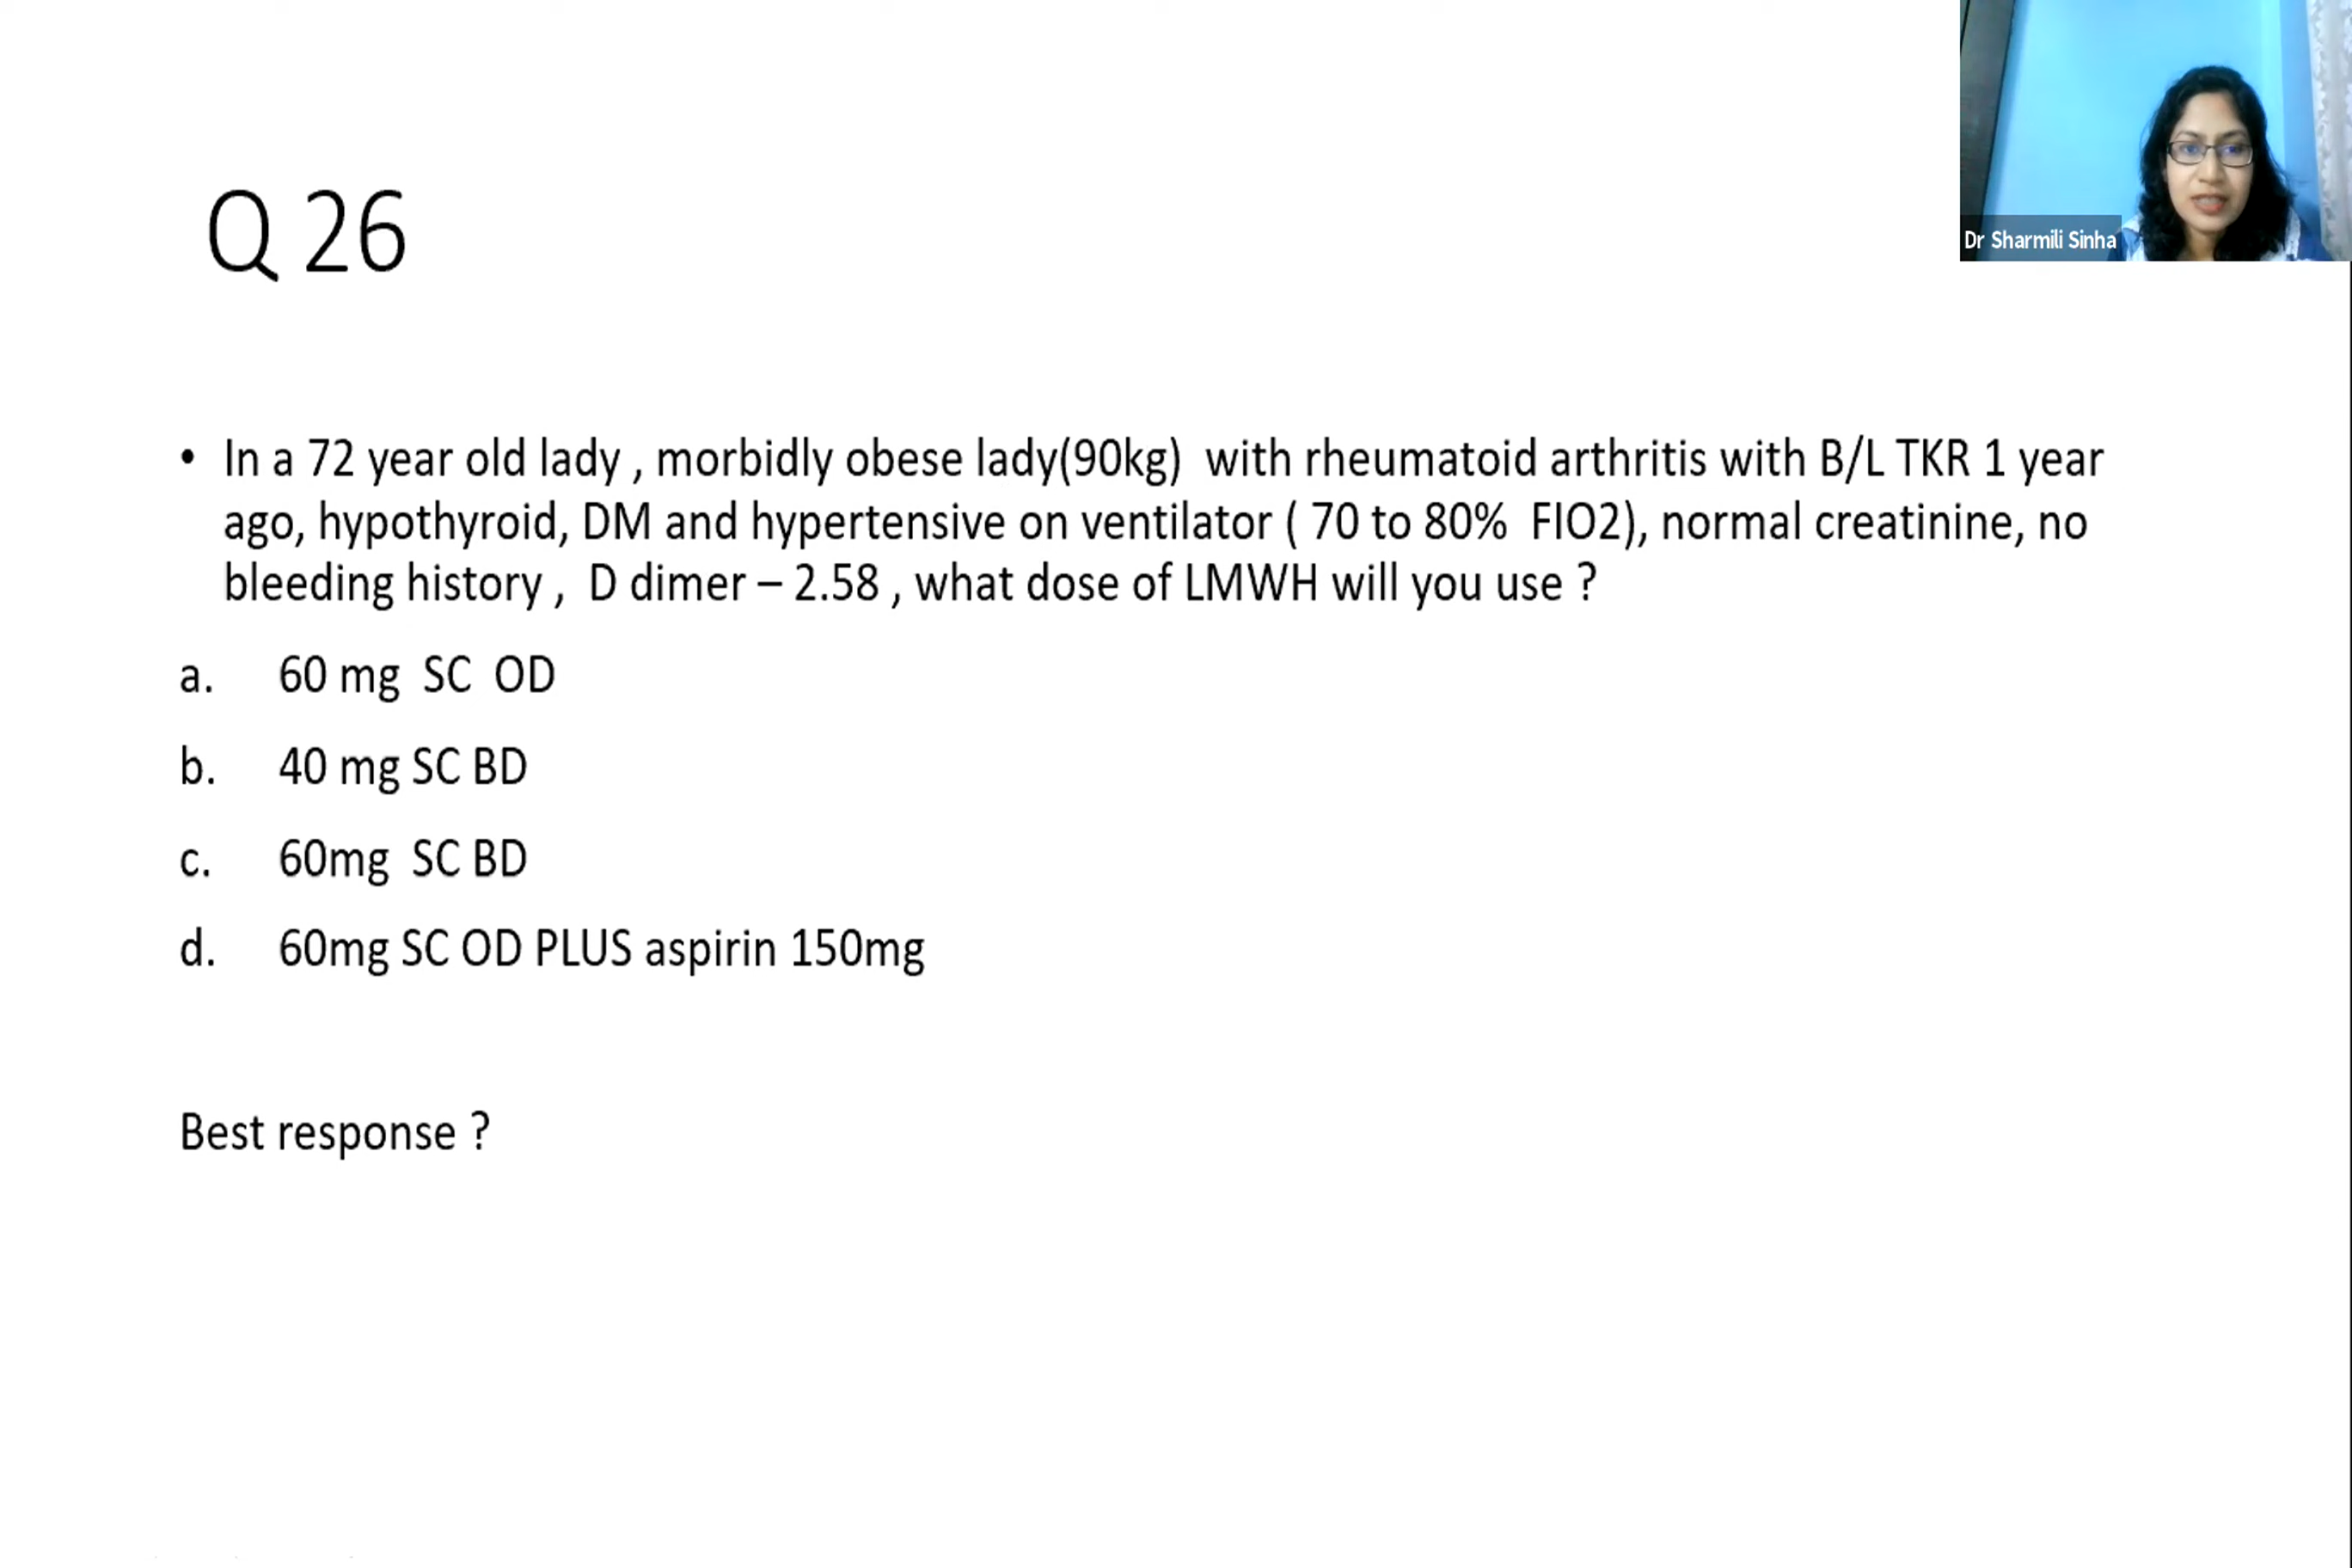 Q 26
Dr Sharmili Sinha
• In a 72 year old lady , morbidly obese lady(90kg) with rheumatoid arthritis with B/L TKR 1 year
ago, hypothyroid, DM and hypertensive on ventilator ( 70 to 80% FIO2), normal creatinine, no
bleeding history , D dimer – 2.58 , what dose of LMWH will you use ?
a. 60 mg SC OD
b. 40 mg SC BD
c. 60mg SC BD
d. 60mg SC OD PLUS aspirin 150mg
Best response ?